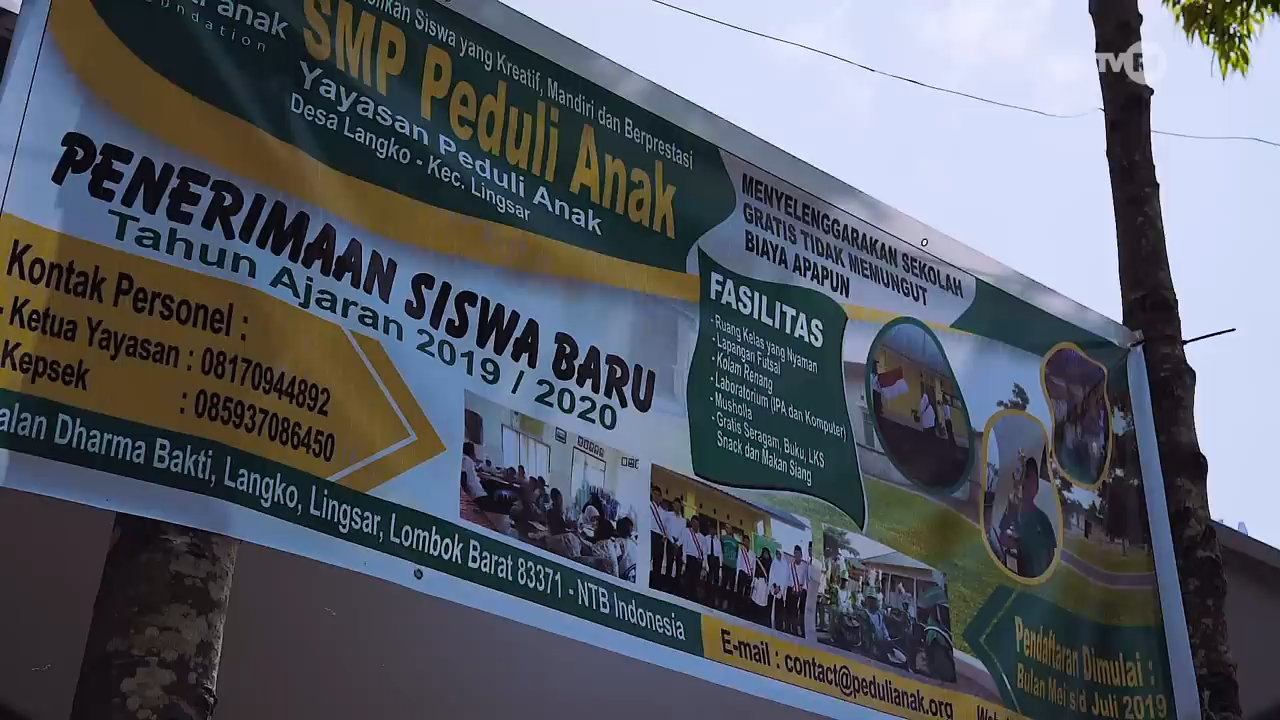 anak
undation
Siswa yang Kreatif, Mandiri dan Berprestasi
SMP Peduli Anak
Yayasan Peduli Anak
Desa Langko - Kec. Lingsar
PENERIMAAN SISWA BARU
Tahun Ajaran 2019 / 2020
Kontak Personel :
- Ketua Yayasan : 08170944892
Kepsek : 085937086450
alan Dharma Bakti, Langko, Lingsar, Lombok Barat 83371 - NTB Indonesia
E-mail : contact@pedulianak.org
MENYELENGGARAKAN SEKOLAH
GRATIS TIDAK MEMUNGUT
BIAYA APAPUN
FASILITAS
- Ruang Kelas yang Nyaman
- Lapangan Futsal
- Kolam Renang
- Laboratorium (IPA dan Komputer)
- Musholla
- Gratis Seragam, Buku, LKS
Snack dan Makan Siang
Pendaftaran Dimulai :
Bulan Mei s/d Juli 2019